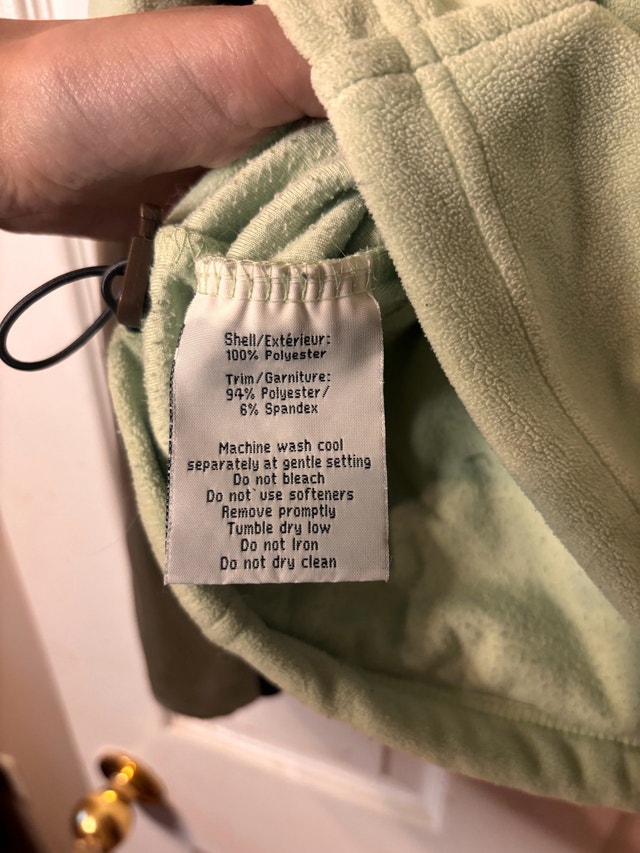 Shell/Extérieur:
100% Polyester
Trim/Garniture:
94% Polyester/
6% Spandex
Machine wash cool
separately at gentle setting
Do not bleach
Do not use softeners
Remove promptly
Tumble dry low
Do not Iron
Do not dry clean